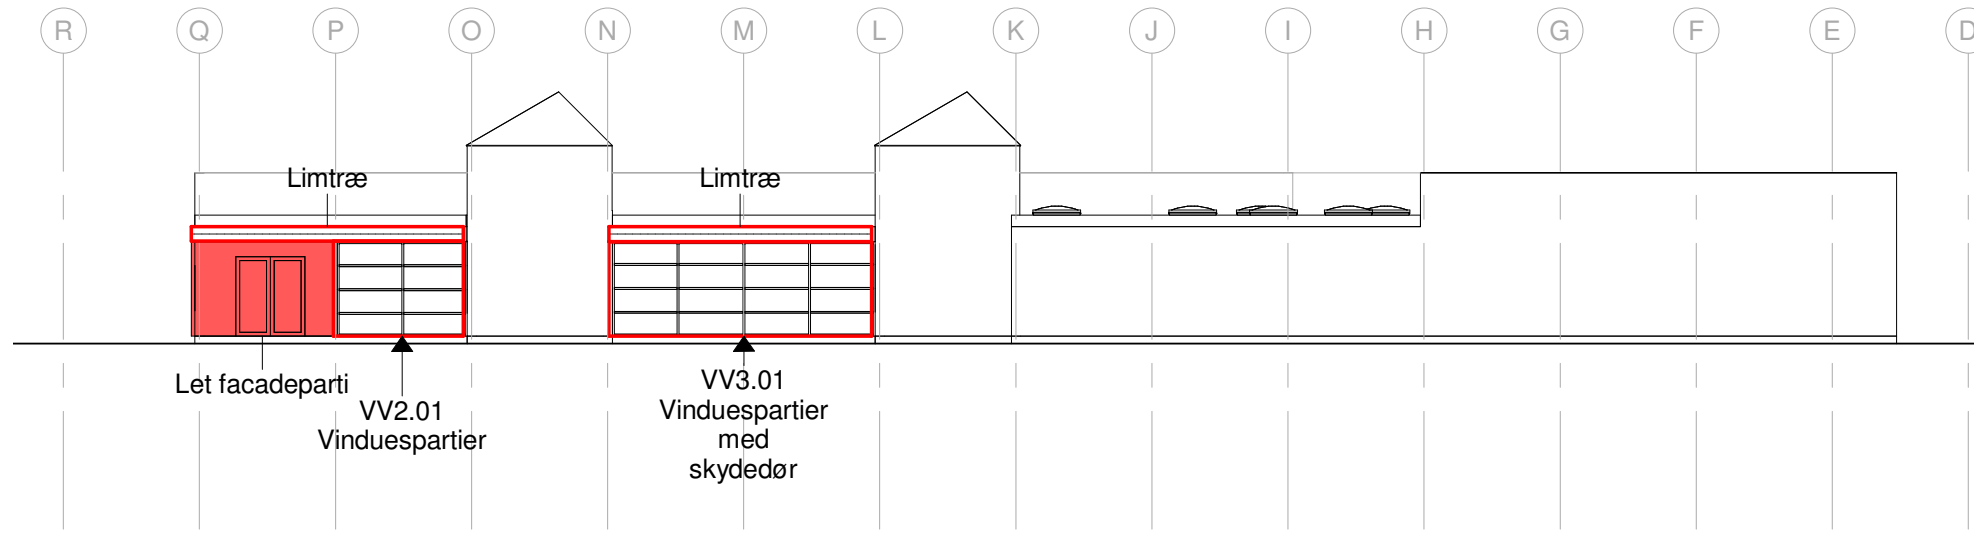 R Q P O N M L K J I H G F E D
Limtræ Limtræ
Let facadeparti
VV2.01
Vinduespartier
VV3.01
Vinduespartier
med
skydedør